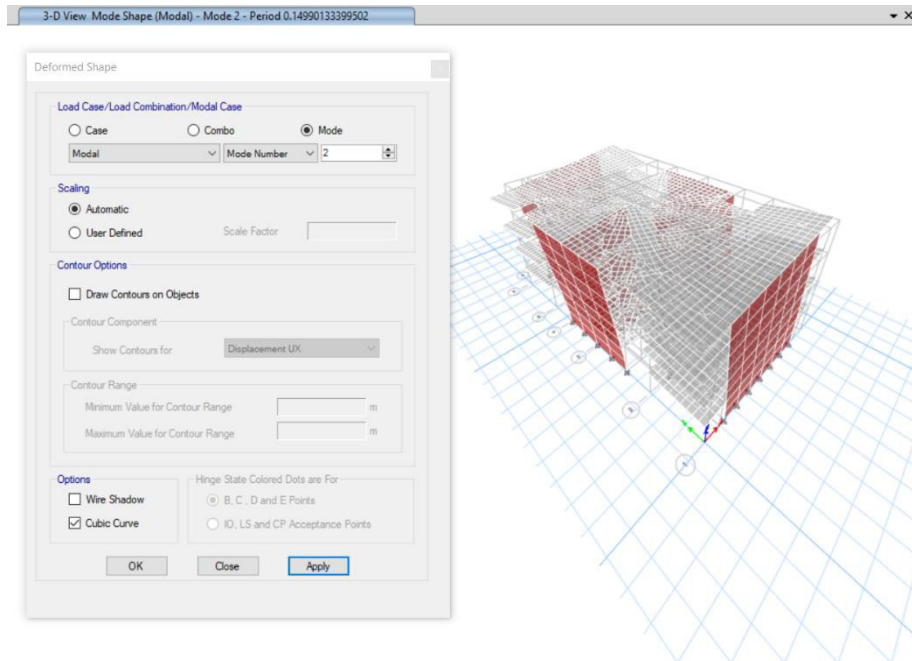 3-D View Mode Shape (Modal) - Mode 2 - Period 0.14990133399502
Deformed Shape
Load Case/Load Combination/Modal Case
Case Combo Mode
Modal Mode Number 2
Scaling
Automatic
User Defined Scale Factor
Contour Options
Draw Contours on Objects
Contour Component
Show Contours for Displacement UX
Contour Range
Minimum Value for Contour Range m
Maximum Value for Contour Range m
Options
Wire Shadow
Cubic Curve
Hinge State Colored Dots are For
B, C , D and E Points
IO, LS and CP Acceptance Points
OK Close Apply